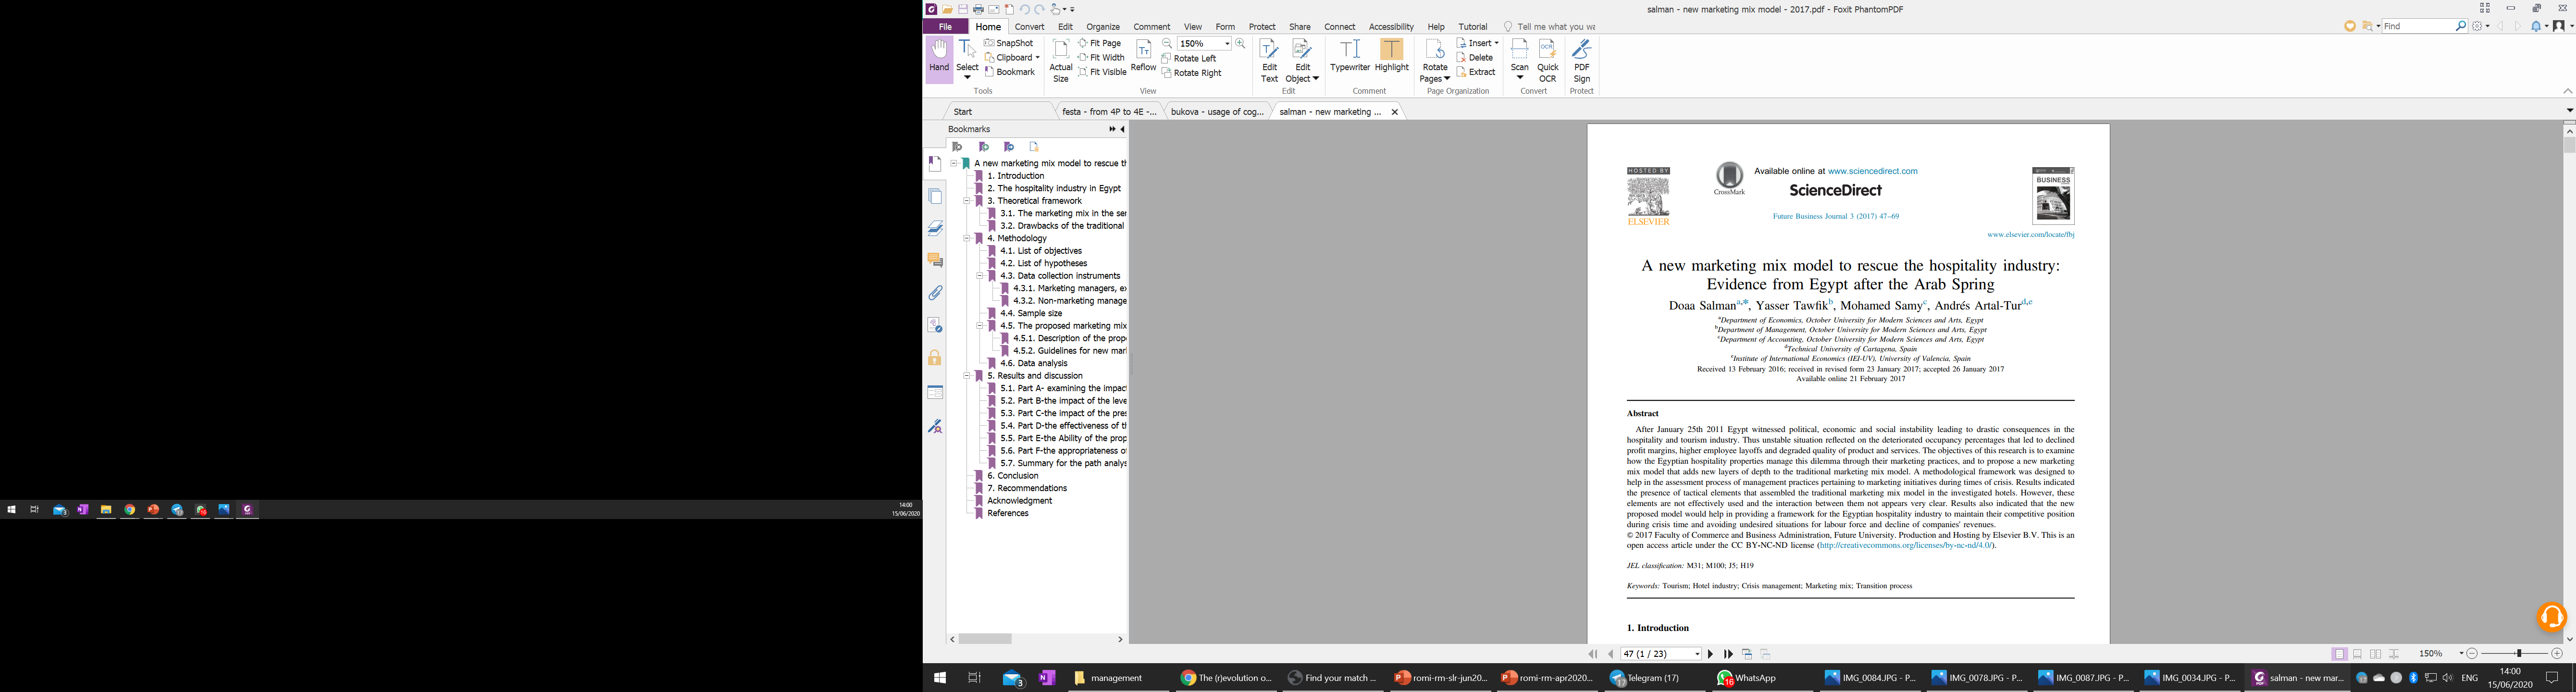 salman - new marketing mix model - 2017.pdf - Foxit PhantomPDF
File Home Convert Edit Organize Comment View Form Protect Share Connect Accessibility Help Tutorial Tell me what you wa
Find
Hand
Select
SnapShot
Clipboard
Bookmark
Tools
Actual Size
Fit Page
Fit Width
Fit Visible
Reflow
150%
Rotate Left
Rotate Right
View
Edit Text
Edit Object
Edit
Typewriter
Highlight
Comment
Rotate Pages
Insert
Delete
Extract
Page Organization
Scan
Quick OCR
Convert
PDF Sign
Protect
Start
festa - from 4P to 4E -...
bukova - usage of cog...
salman - new marketing ...
Bookmarks
A new marketing mix model to rescue th
1. Introduction
2. The hospitality industry in Egypt
3. Theoretical framework
3.1. The marketing mix in the ser
3.2. Drawbacks of the traditional
4. Methodology
4.1. List of objectives
4.2. List of hypotheses
4.3. Data collection instruments
4.3.1. Marketing managers, ex
4.3.2. Non-marketing manage
4.4. Sample size
4.5. The proposed marketing mix
4.5.1. Description of the prop
4.5.2. Guidelines for new mar
4.6. Data analysis
5. Results and discussion
5.1. Part A- examining the impac
5.2. Part B-the impact of the leve
5.3. Part C-the impact of the pres
5.4. Part D-the effectiveness of th
5.5. Part E-the Ability of the prop
5.6. Part F-the appropriateness o
5.7. Summary for the path analys
6. Conclusion
7. Recommendations
Acknowledgment
References
HOSTED BY
ELSEVIER
CrossMark
Available online at www.sciencedirect.com
ScienceDirect
Future Business Journal 3 (2017) 47–69
BUSINESS
www.elsevier.com/locate/fbj
A new marketing mix model to rescue the hospitality industry:
Evidence from Egypt after the Arab Spring
Doaa Salmana,*, Yasser Tawfikb, Mohamed Samyc, Andrés Artal-Turd,e
aDepartment of Economics, October University for Modern Sciences and Arts, Egypt
bDepartment of Management, October University for Modern Sciences and Arts, Egypt
cDepartment of Accounting, October University for Modern Sciences and Arts, Egypt
dTechnical University of Cartagena, Spain
eInstitute of International Economics (IEI-UV), University of Valencia, Spain
Received 13 February 2016; received in revised form 23 January 2017; accepted 26 January 2017
Available online 21 February 2017
Abstract
After January 25th 2011 Egypt witnessed political, economic and social instability leading to drastic consequences in the
hospitality and tourism industry. Thus unstable situation reflected on the deteriorated occupancy percentages that led to declined
profit margins, higher employee layoffs and degraded quality of product and services. The objectives of this research is to examine
how the Egyptian hospitality properties manage this dilemma through their marketing practices, and to propose a new marketing
mix model that adds new layers of depth to the traditional marketing mix model. A methodological framework was designed to
help in the assessment process of management practices pertaining to marketing initiatives during times of crisis. Results indicated
the presence of tactical elements that assembled the traditional marketing mix model in the investigated hotels. However, these
elements are not effectively used and the interaction between them not appears very clear. Results also indicated that the new
proposed model would help in providing a framework for the Egyptian hospitality industry to maintain their competitive position
during crisis time and avoiding undesired situations for labour force and decline of companies' revenues.
© 2017 Faculty of Commerce and Business Administration, Future University. Production and Hosting by Elsevier B.V. This is an
open access article under the CC BY-NC-ND license (http://creativecommons.org/licenses/by-nc-nd/4.0/).
JEL classification: M31; M100; J5; H19
Keywords: Tourism; Hotel industry; Crisis management; Marketing mix; Transition process
1. Introduction
47 (1 / 23)
150%
14:00
15/06/2020
management
The (r)evolution o...
Find your match ...
romi-rm-slr-jun20...
romi-rm-apr2020...
Telegram (17)
WhatsApp
IMG_0084.JPG - P...
IMG_0078.JPG - P...
IMG_0087.JPG - P...
IMG_0034.JPG - P...
salman - new mar...
ENG
14:00
15/06/2020